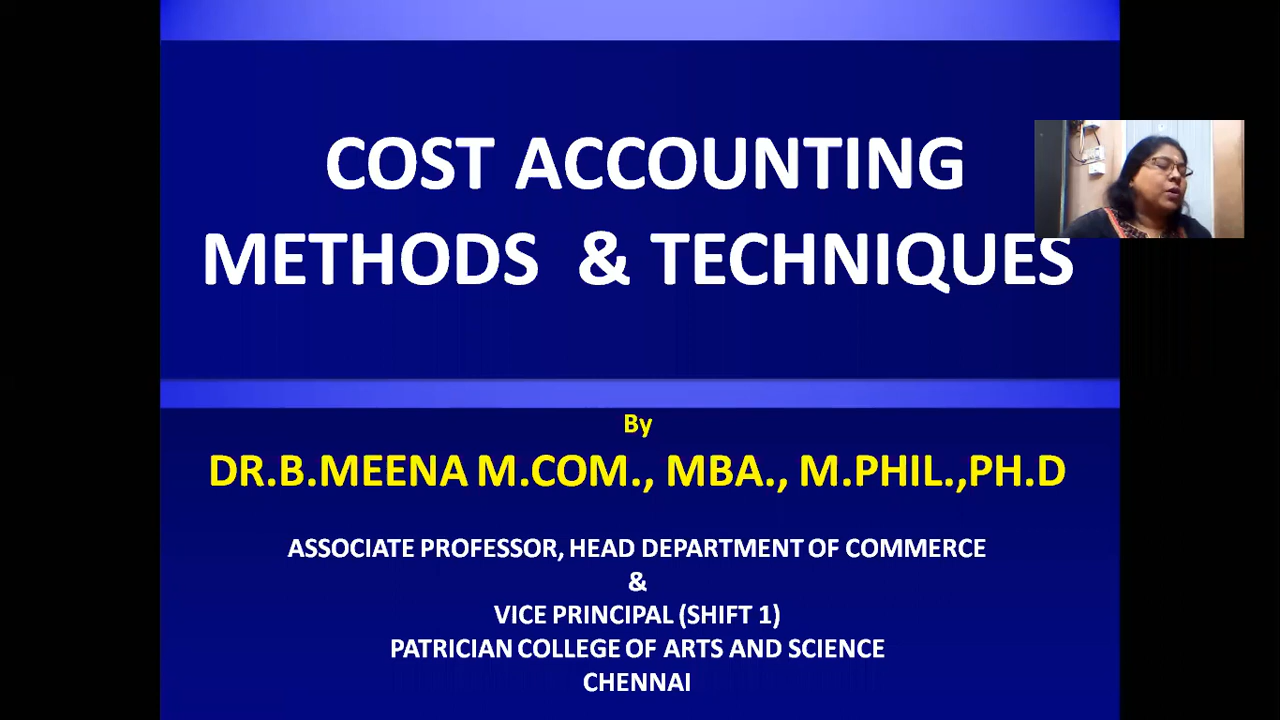 COST ACCOUNTING
METHODS & TECHNIQUES
By
DR.B.MEENA M.COM., MBA., M.PHIL.,PH.D
ASSOCIATE PROFESSOR, HEAD DEPARTMENT OF COMMERCE
&
VICE PRINCIPAL (SHIFT 1)
PATRICIAN COLLEGE OF ARTS AND SCIENCE
CHENNAI